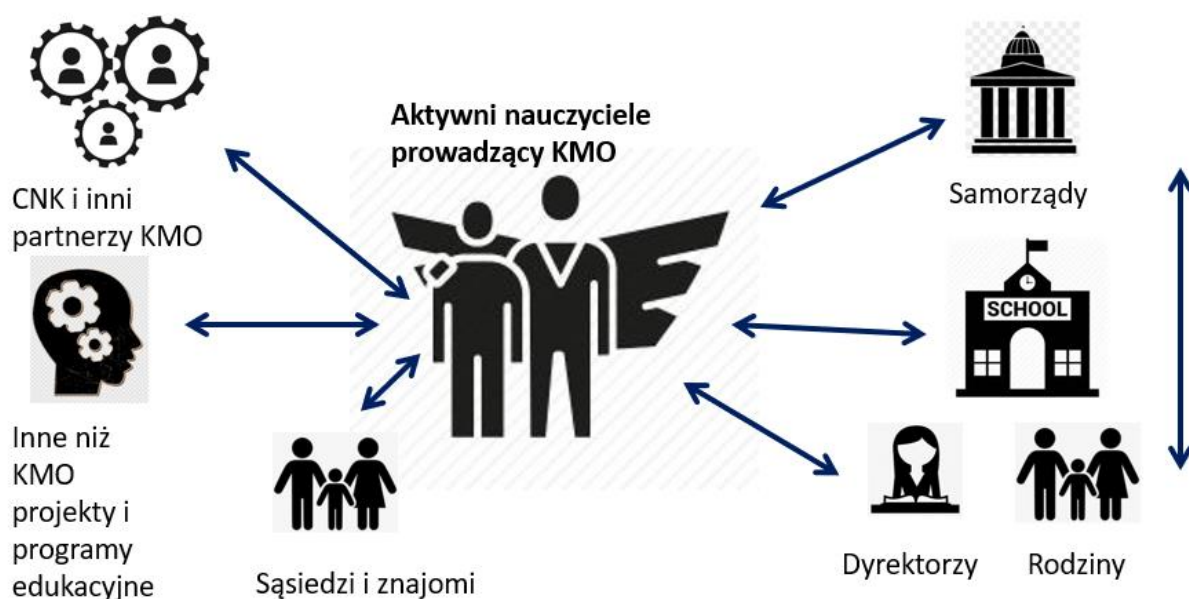 Aktywni nauczyciele
prowadzący KMO
CNK i inni
partnerzy KMO
Samorządy
SCHOOL
Inne niż
KMO
projekty i
programy
edukacyjne
Sąsiedzi i znajomi
Dyrektorzy
Rodziny